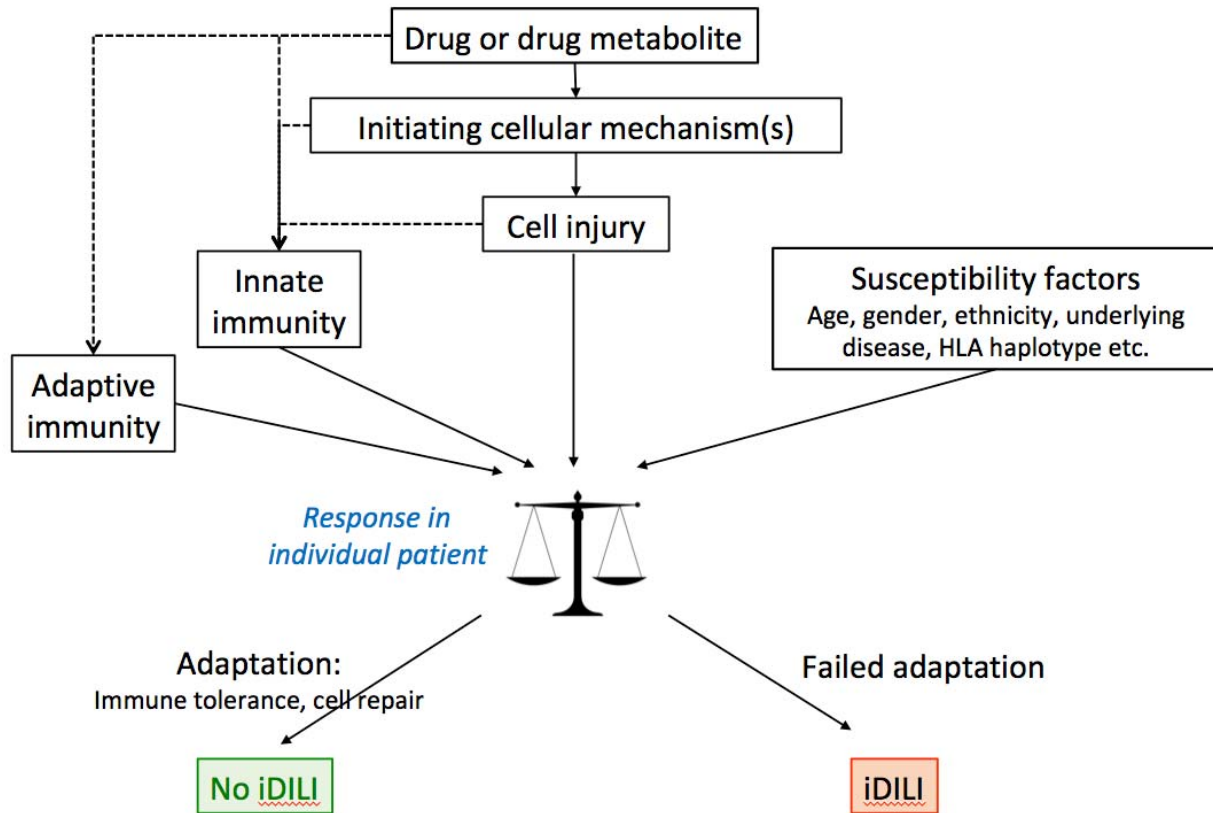 Drug or drug metabolite
Initiating cellular mechanism(s)
Cell injury
Innate
immunity
Susceptibility factors
Age, gender, ethnicity, underlying
disease, HLA haplotype etc.
Adaptive
immunity
Response in
individual patient
Adaptation:
Immune tolerance, cell repair
Failed adaptation
No iDILI
iDILI